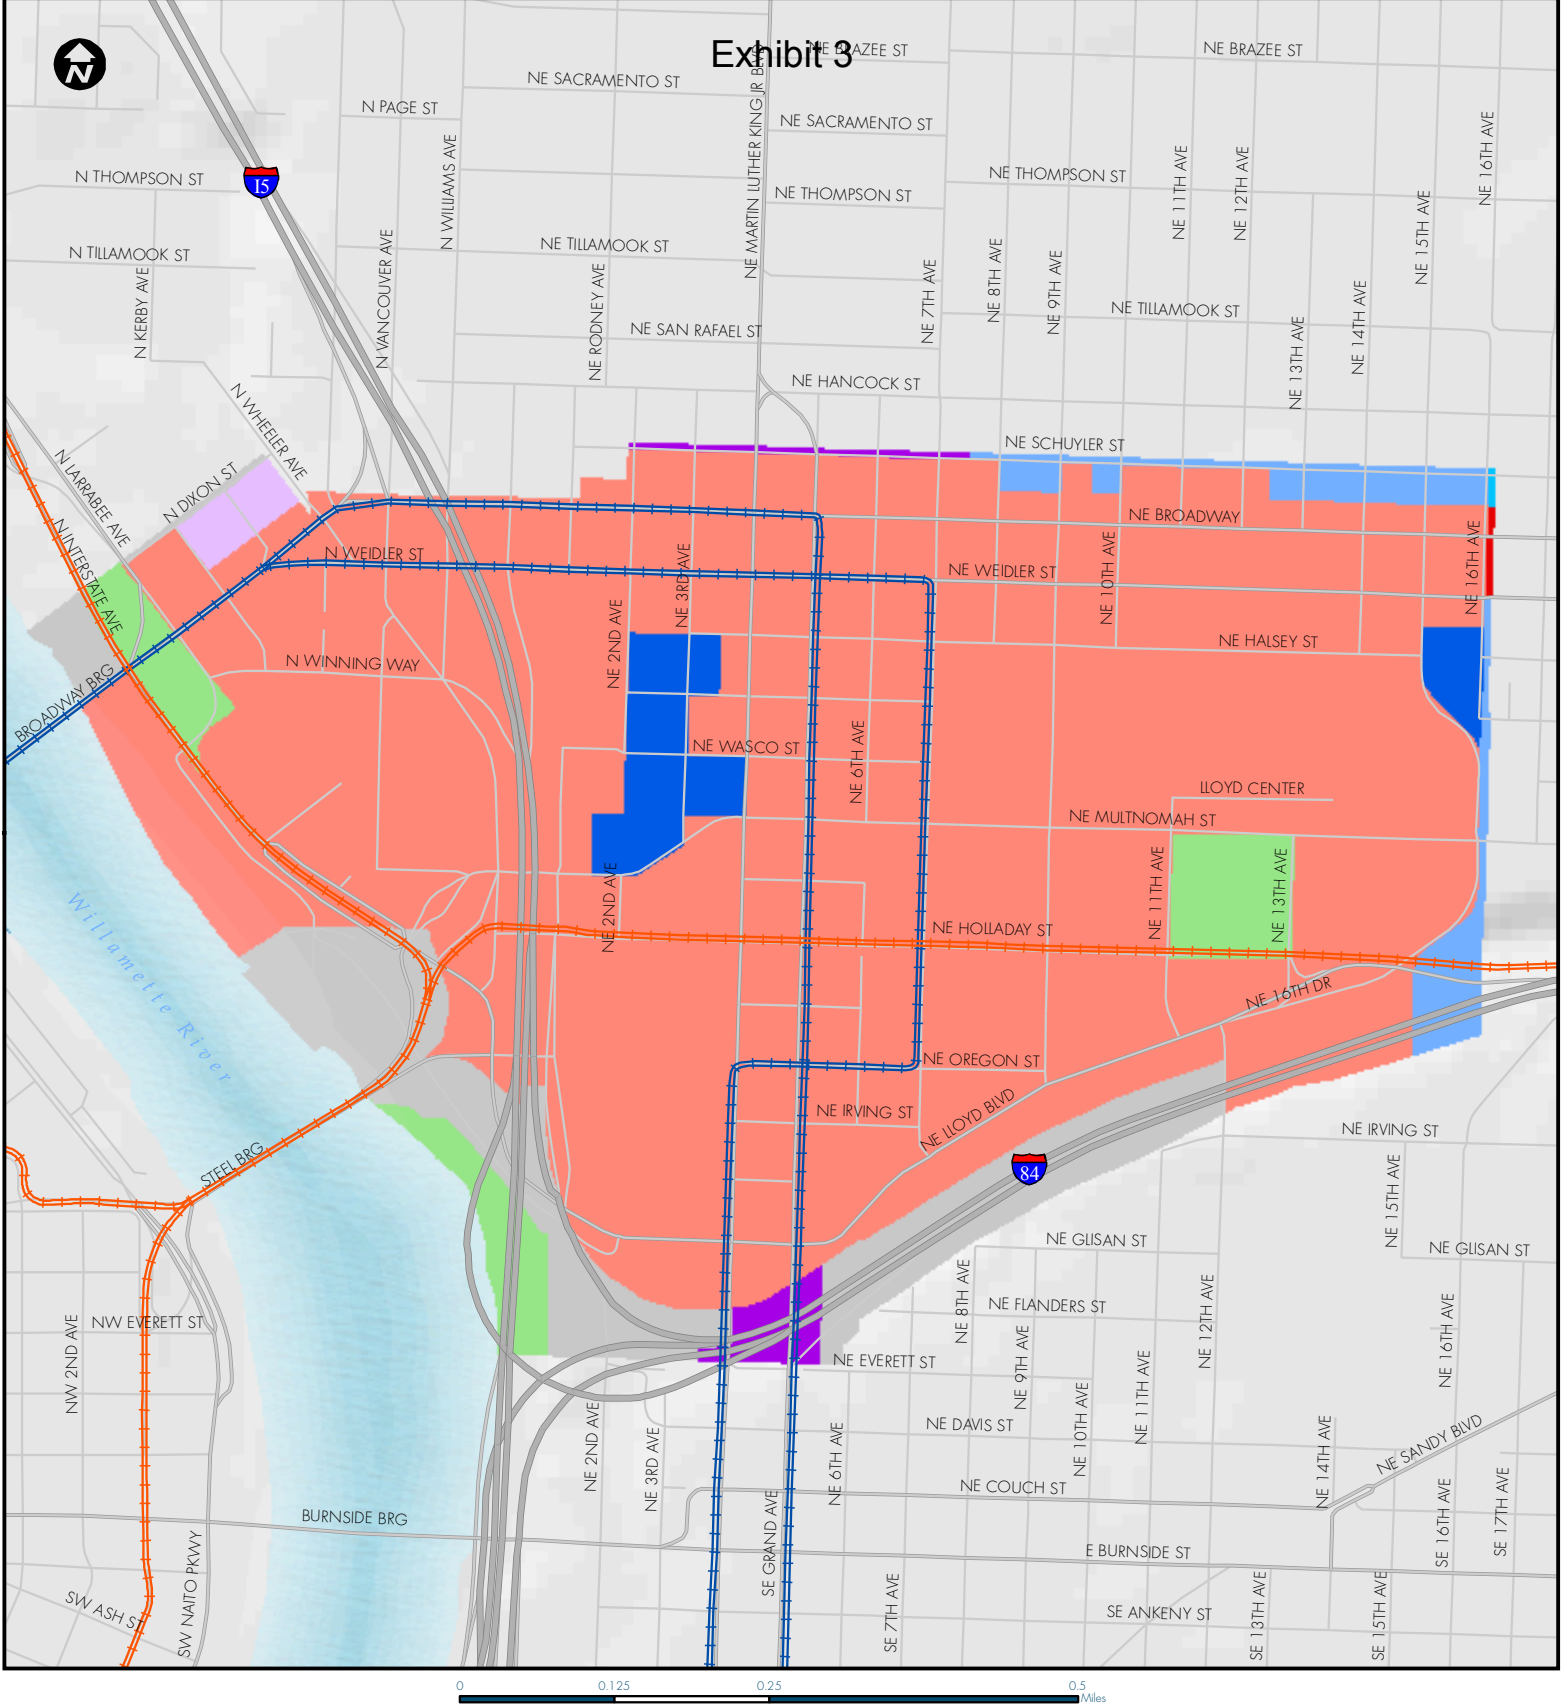 Exhibit 3
N
NE BRAZEE ST
NE BRAZEE ST
NE SACRAMENTO ST
N PAGE ST
NE SACRAMENTO ST
NE MARTIN LUTHER KING JR BLVD
N WILLIAMS AVE
NE 11TH AVE
NE 12TH AVE
NE 16TH AVE
N THOMPSON ST
I5
NE THOMPSON ST
NE THOMPSON ST
NE 15TH AVE
N TILLAMOOK ST
N KERBY AVE
N VANCOUVER AVE
NE TILLAMOOK ST
NE RODNEY AVE
NE 7TH AVE
NE 8TH AVE
NE 9TH AVE
NE TILLAMOOK ST
NE 14TH AVE
NE 13TH AVE
NE SAN RAFAEL ST
NE HANCOCK ST
N WHEELER AVE
NE SCHUYLER ST
N LARRABEE AVE
N DIXON ST
N INTERSTATE AVE
NE BROADWAY
N WEIDLER ST
NE 3RD AVE
NE WEIDLER ST
NE 10TH AVE
NE 16TH AVE
NE 2ND AVE
NE HALSEY ST
N WINNING WAY
BROADWAY BRG
NE WASCO ST
NE 6TH AVE
LLOYD CENTER
NE MULTNOMAH ST
NE 11TH AVE
NE 13TH AVE
NE 2ND AVE
Willamette River
NE HOLLADAY ST
NE 16TH DR
NE OREGON ST
NE IRVING ST
NE LLOYD BLVD
NE IRVING ST
84
STEEL BRG
NE 15TH AVE
NE GLISAN ST
NE GLISAN ST
NE 8TH AVE
NE FLANDERS ST
NE 12TH AVE
NE 16TH AVE
NW 2ND AVE
NW EVERETT ST
NE 9TH AVE
NE EVERETT ST
NE 11TH AVE
NE 10TH AVE
NE 2ND AVE
NE 3RD AVE
NE 6TH AVE
NE DAVIS ST
NE 14TH AVE
NE SANDY BLVD
NE COUCH ST
SE 16TH AVE
SE 17TH AVE
BURNSIDE BRG
SW NAITO PKWY
SE GRAND AVE
E BURNSIDE ST
SW ASH ST
SE 7TH AVE
SE ANKENY ST
SE 13TH AVE
SE 15TH AVE
0 0.125 0.25 0.5
Miles